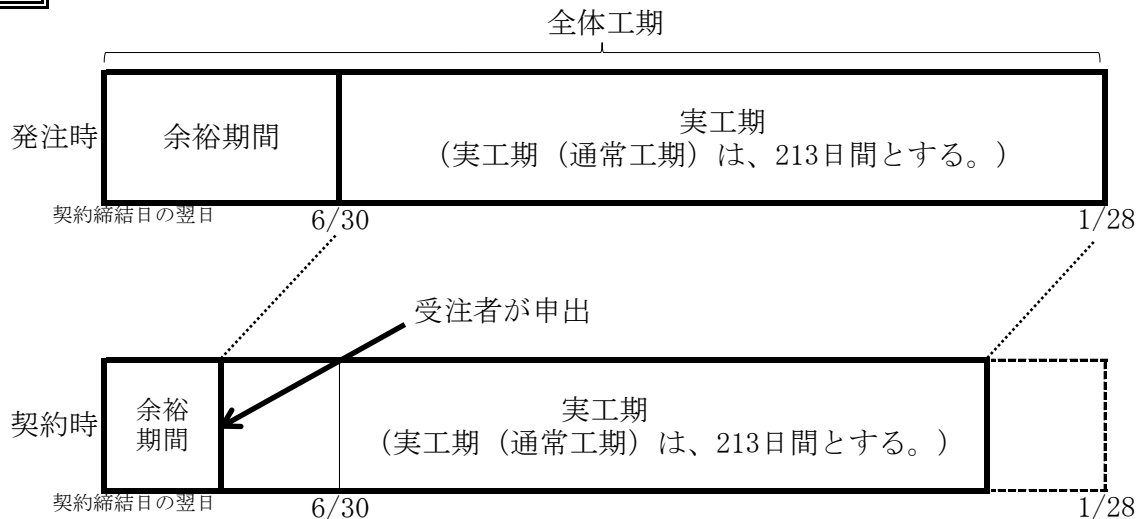 全体工期
発注時
余裕期間
実工期
（実工期（通常工期）は、213日間とする。）
契約締結日の翌日
6/30
1/28
受注者が申出
契約時
余裕
期間
実工期
（実工期（通常工期）は、213日間とする。）
契約締結日の翌日
6/30
1/28